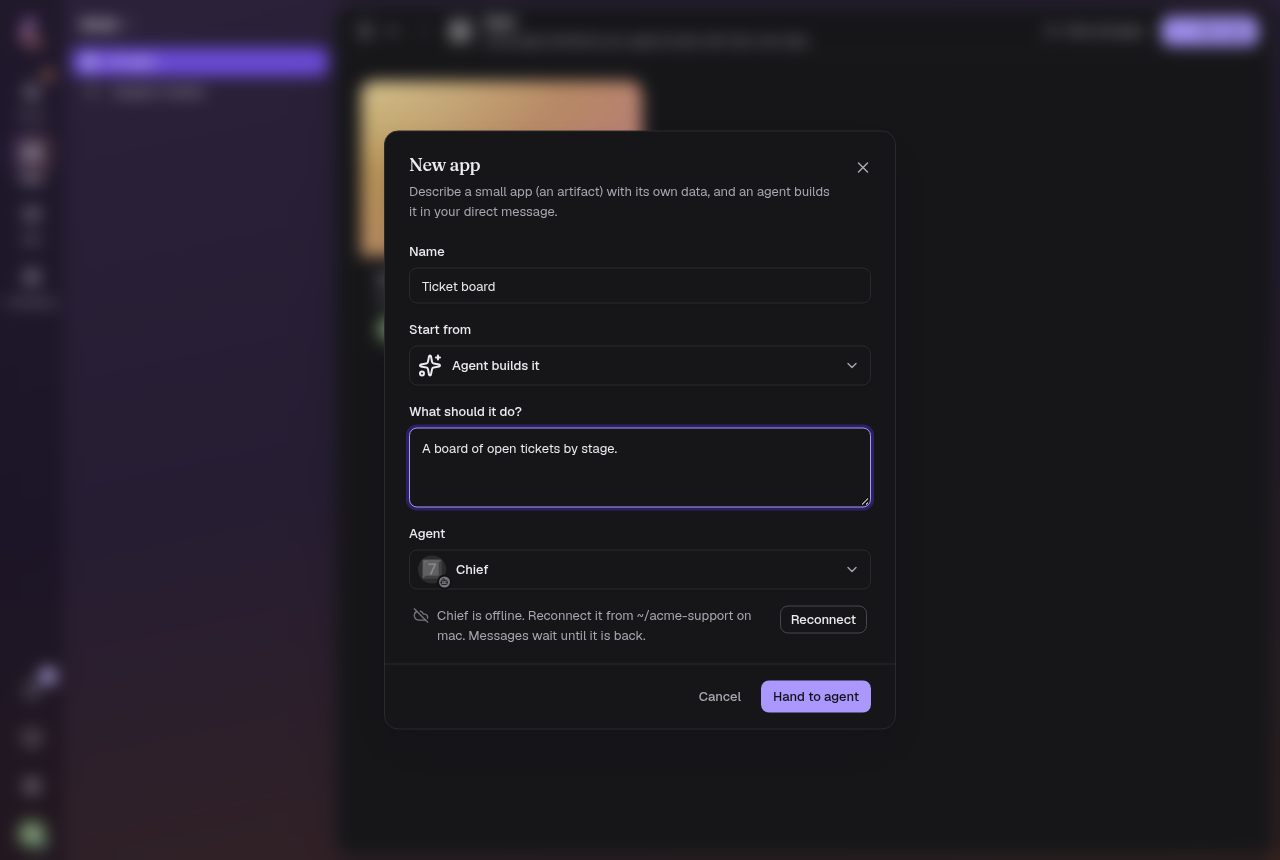 New app
Describe a small app (an artifact) with its own data, and an agent builds
it in your direct message.
Name
Ticket board
Start from
Agent builds it
What should it do?
A board of open tickets by stage.
Agent
7
Chief
Chief is offline. Reconnect it from ~/acme-support on
mac. Messages wait until it is back.
Reconnect
Cancel
Hand to agent